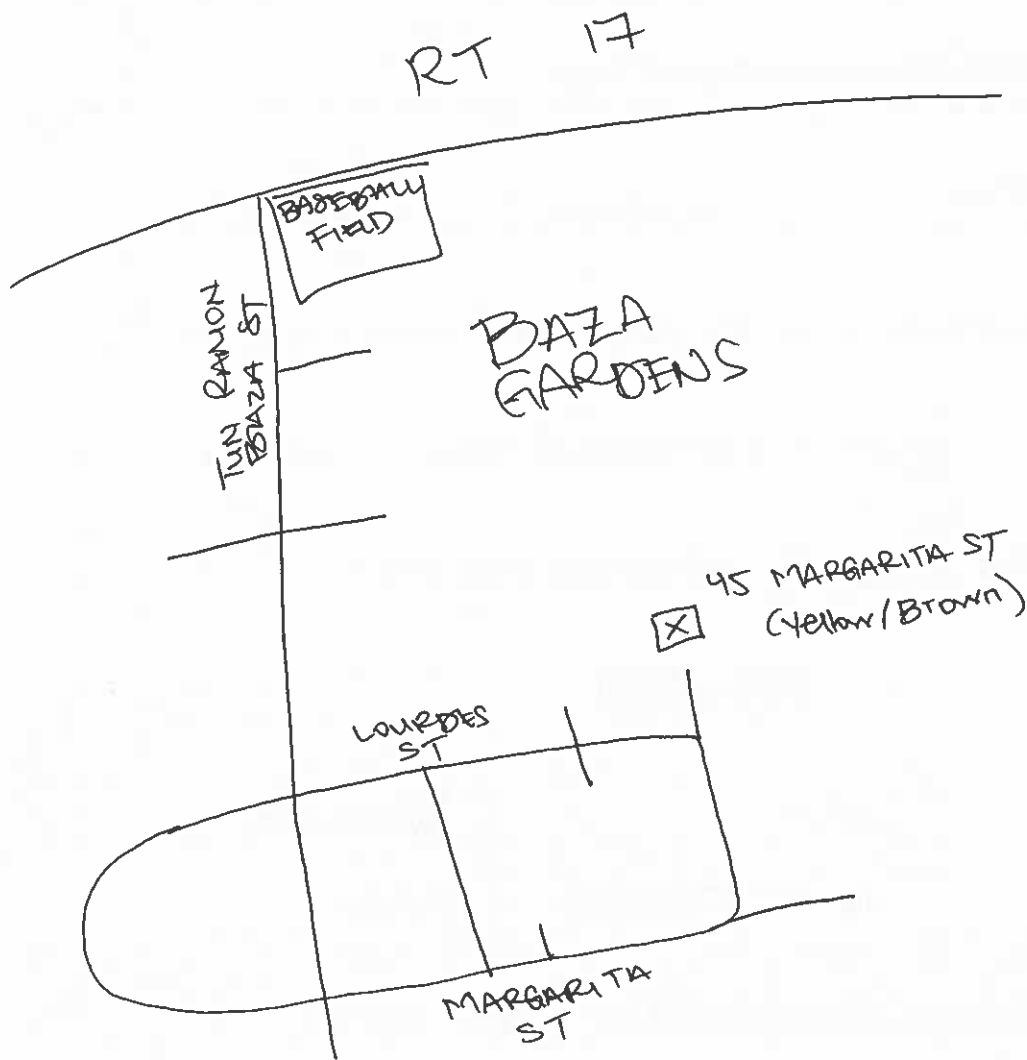 RT 17
BASEBALL
FIELD
TUN RAMON
BAZA ST
BAZA
GARDENS
45 MARGARITA ST
(Yellow/Brown)
X
LOURDES
ST
MARGARITA
ST